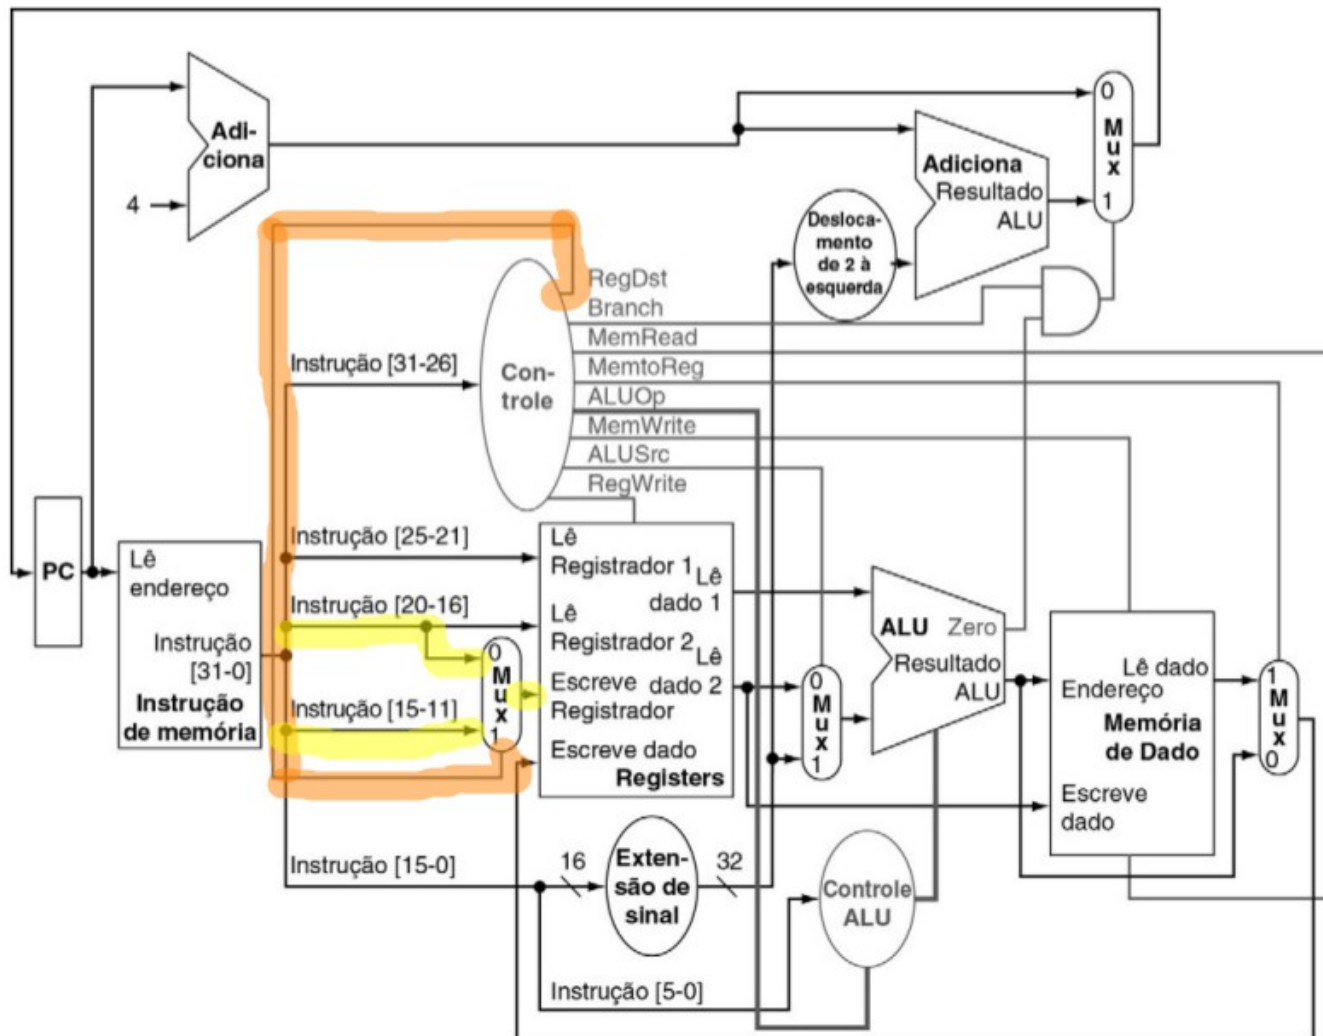 Adi-
ciona
4
0
Mux
1
Adiciona
Resultado
ALU
Desloca-
mento
de 2 à
esquerda
RegDst
Branch
MemRead
MemtoReg
ALUOp
MemWrite
ALUSrc
RegWrite
Con-
trole
Instrução [31-26]
PC
Lê
endereço
Instrução
[31-0]
Instrução
de memória
Instrução [25-21]
Instrução [20-16]
Instrução [15-11]
0
Mux
1
Lê
Registrador 1
Lê
dado 1
Lê
Registrador 2
Lê
dado 2
Escreve
Registrador
Escreve dado
Registers
0
Mux
1
ALU
Zero
Resultado
ALU
Lê dado
Endereço
Memória
de Dado
Escreve
dado
1
Mux
0
Instrução [15-0]
16
Exten-
são de
sinal
32
Controle
ALU
Instrução [5-0]